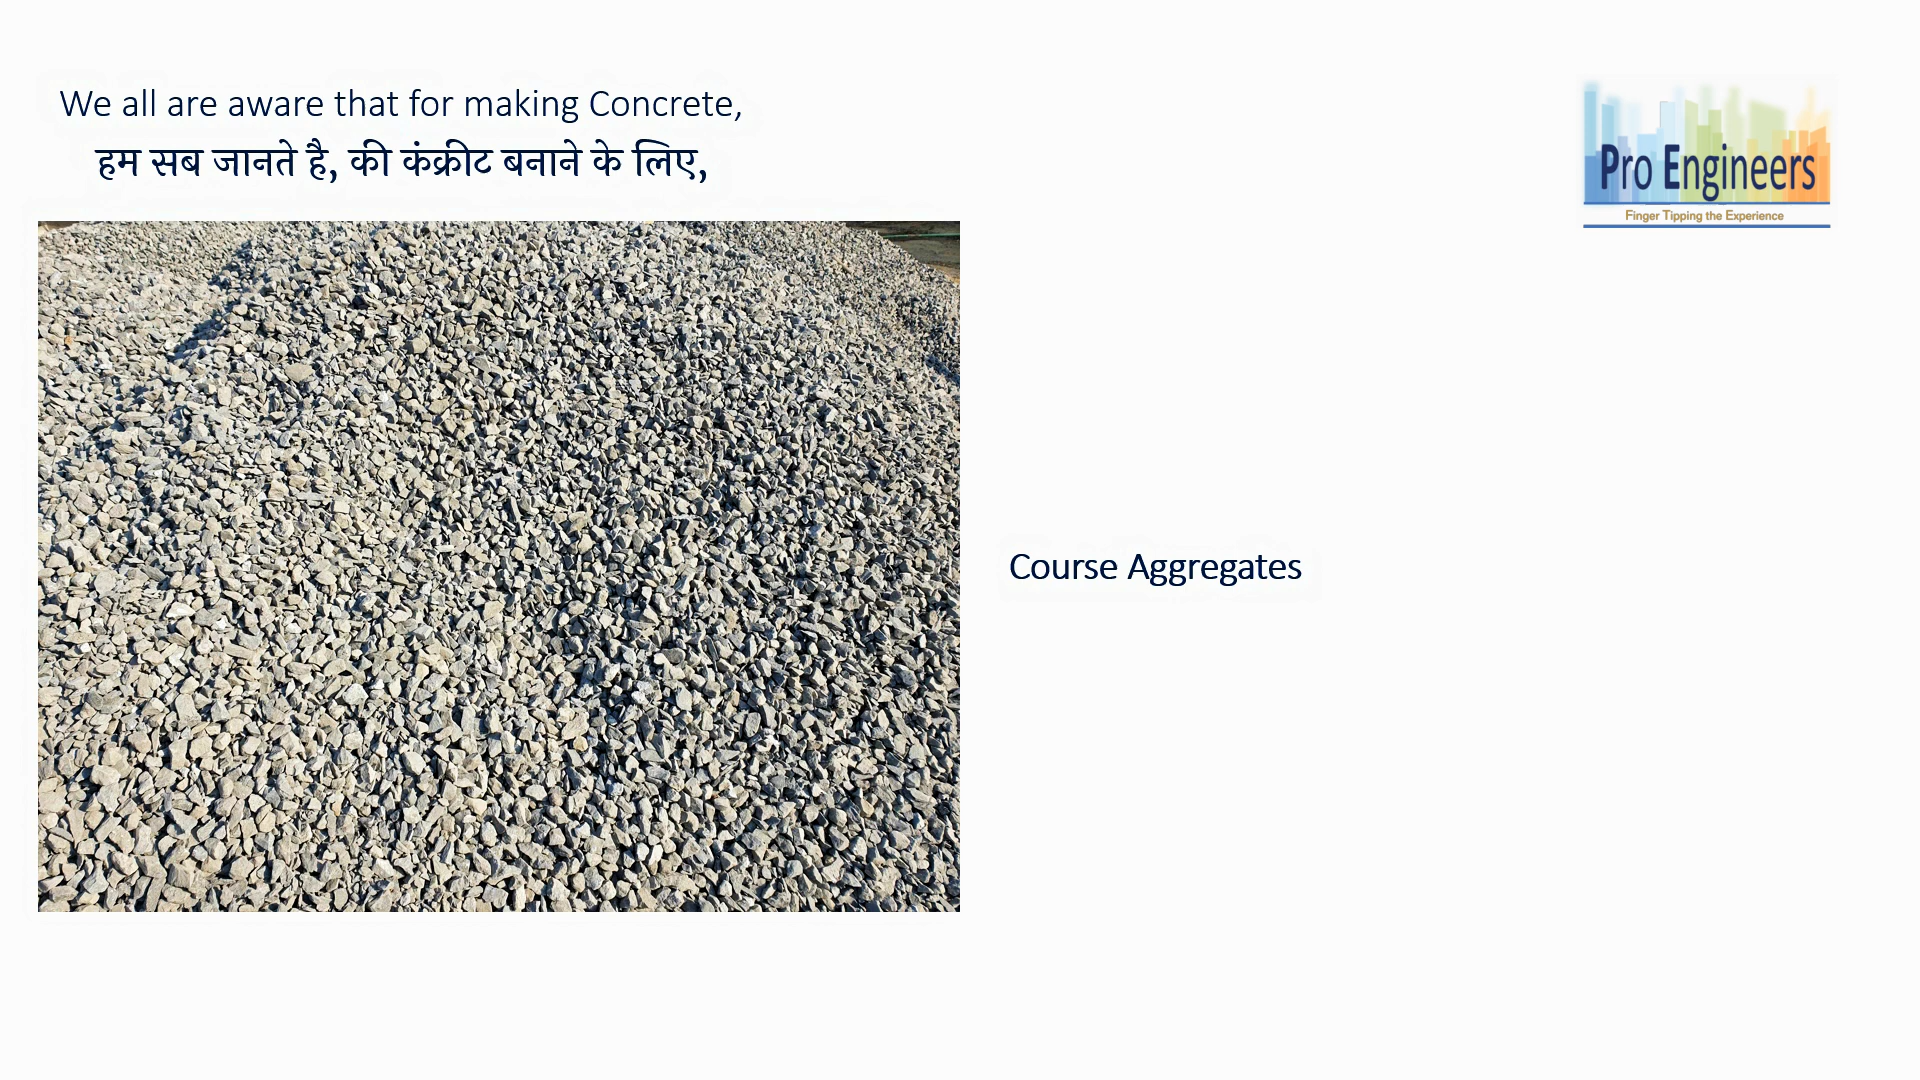 We all are aware that for making Concrete,
हम सब जानते है, की कंक्रीट बनाने के लिए,
Pro Engineers
Finger Tipping the Experience
Course Aggregates